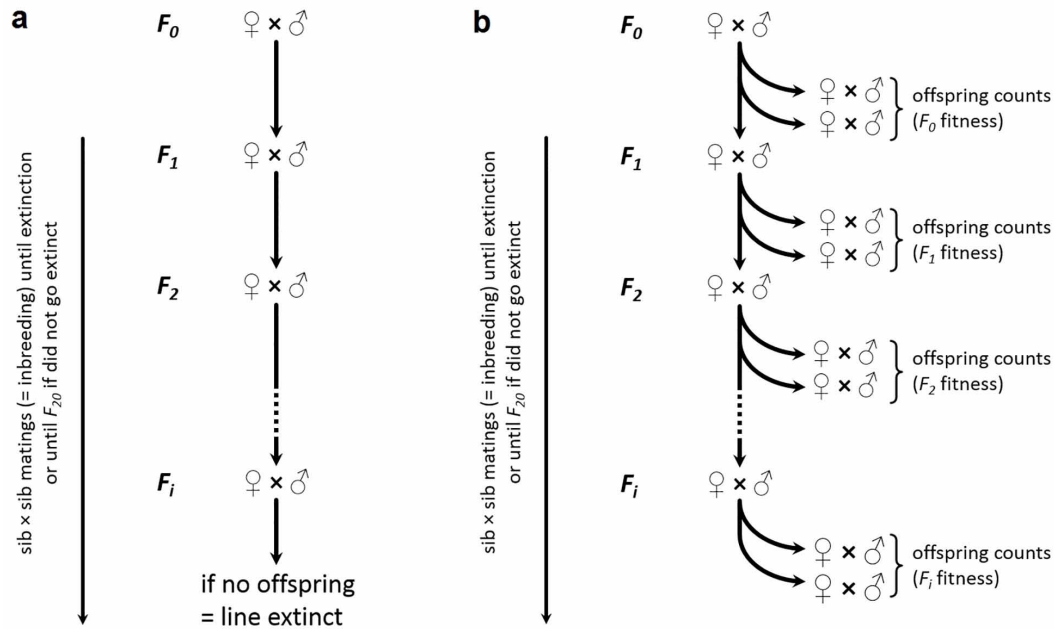 a
F0 ♀ × ♂
F1 ♀ × ♂
F2 ♀ × ♂
Fi ♀ × ♂
if no offspring
= line extinct
sib × sib matings (= inbreeding) until extinction
or until F20 if did not go extinct
b
F0 ♀ × ♂
♀ × ♂
♀ × ♂
offspring counts
(F0 fitness)
F1 ♀ × ♂
♀ × ♂
♀ × ♂
offspring counts
(F1 fitness)
F2 ♀ × ♂
♀ × ♂
♀ × ♂
offspring counts
(F2 fitness)
Fi ♀ × ♂
♀ × ♂
♀ × ♂
offspring counts
(Fi fitness)
sib × sib matings (= inbreeding) until extinction
or until F20 if did not go extinct